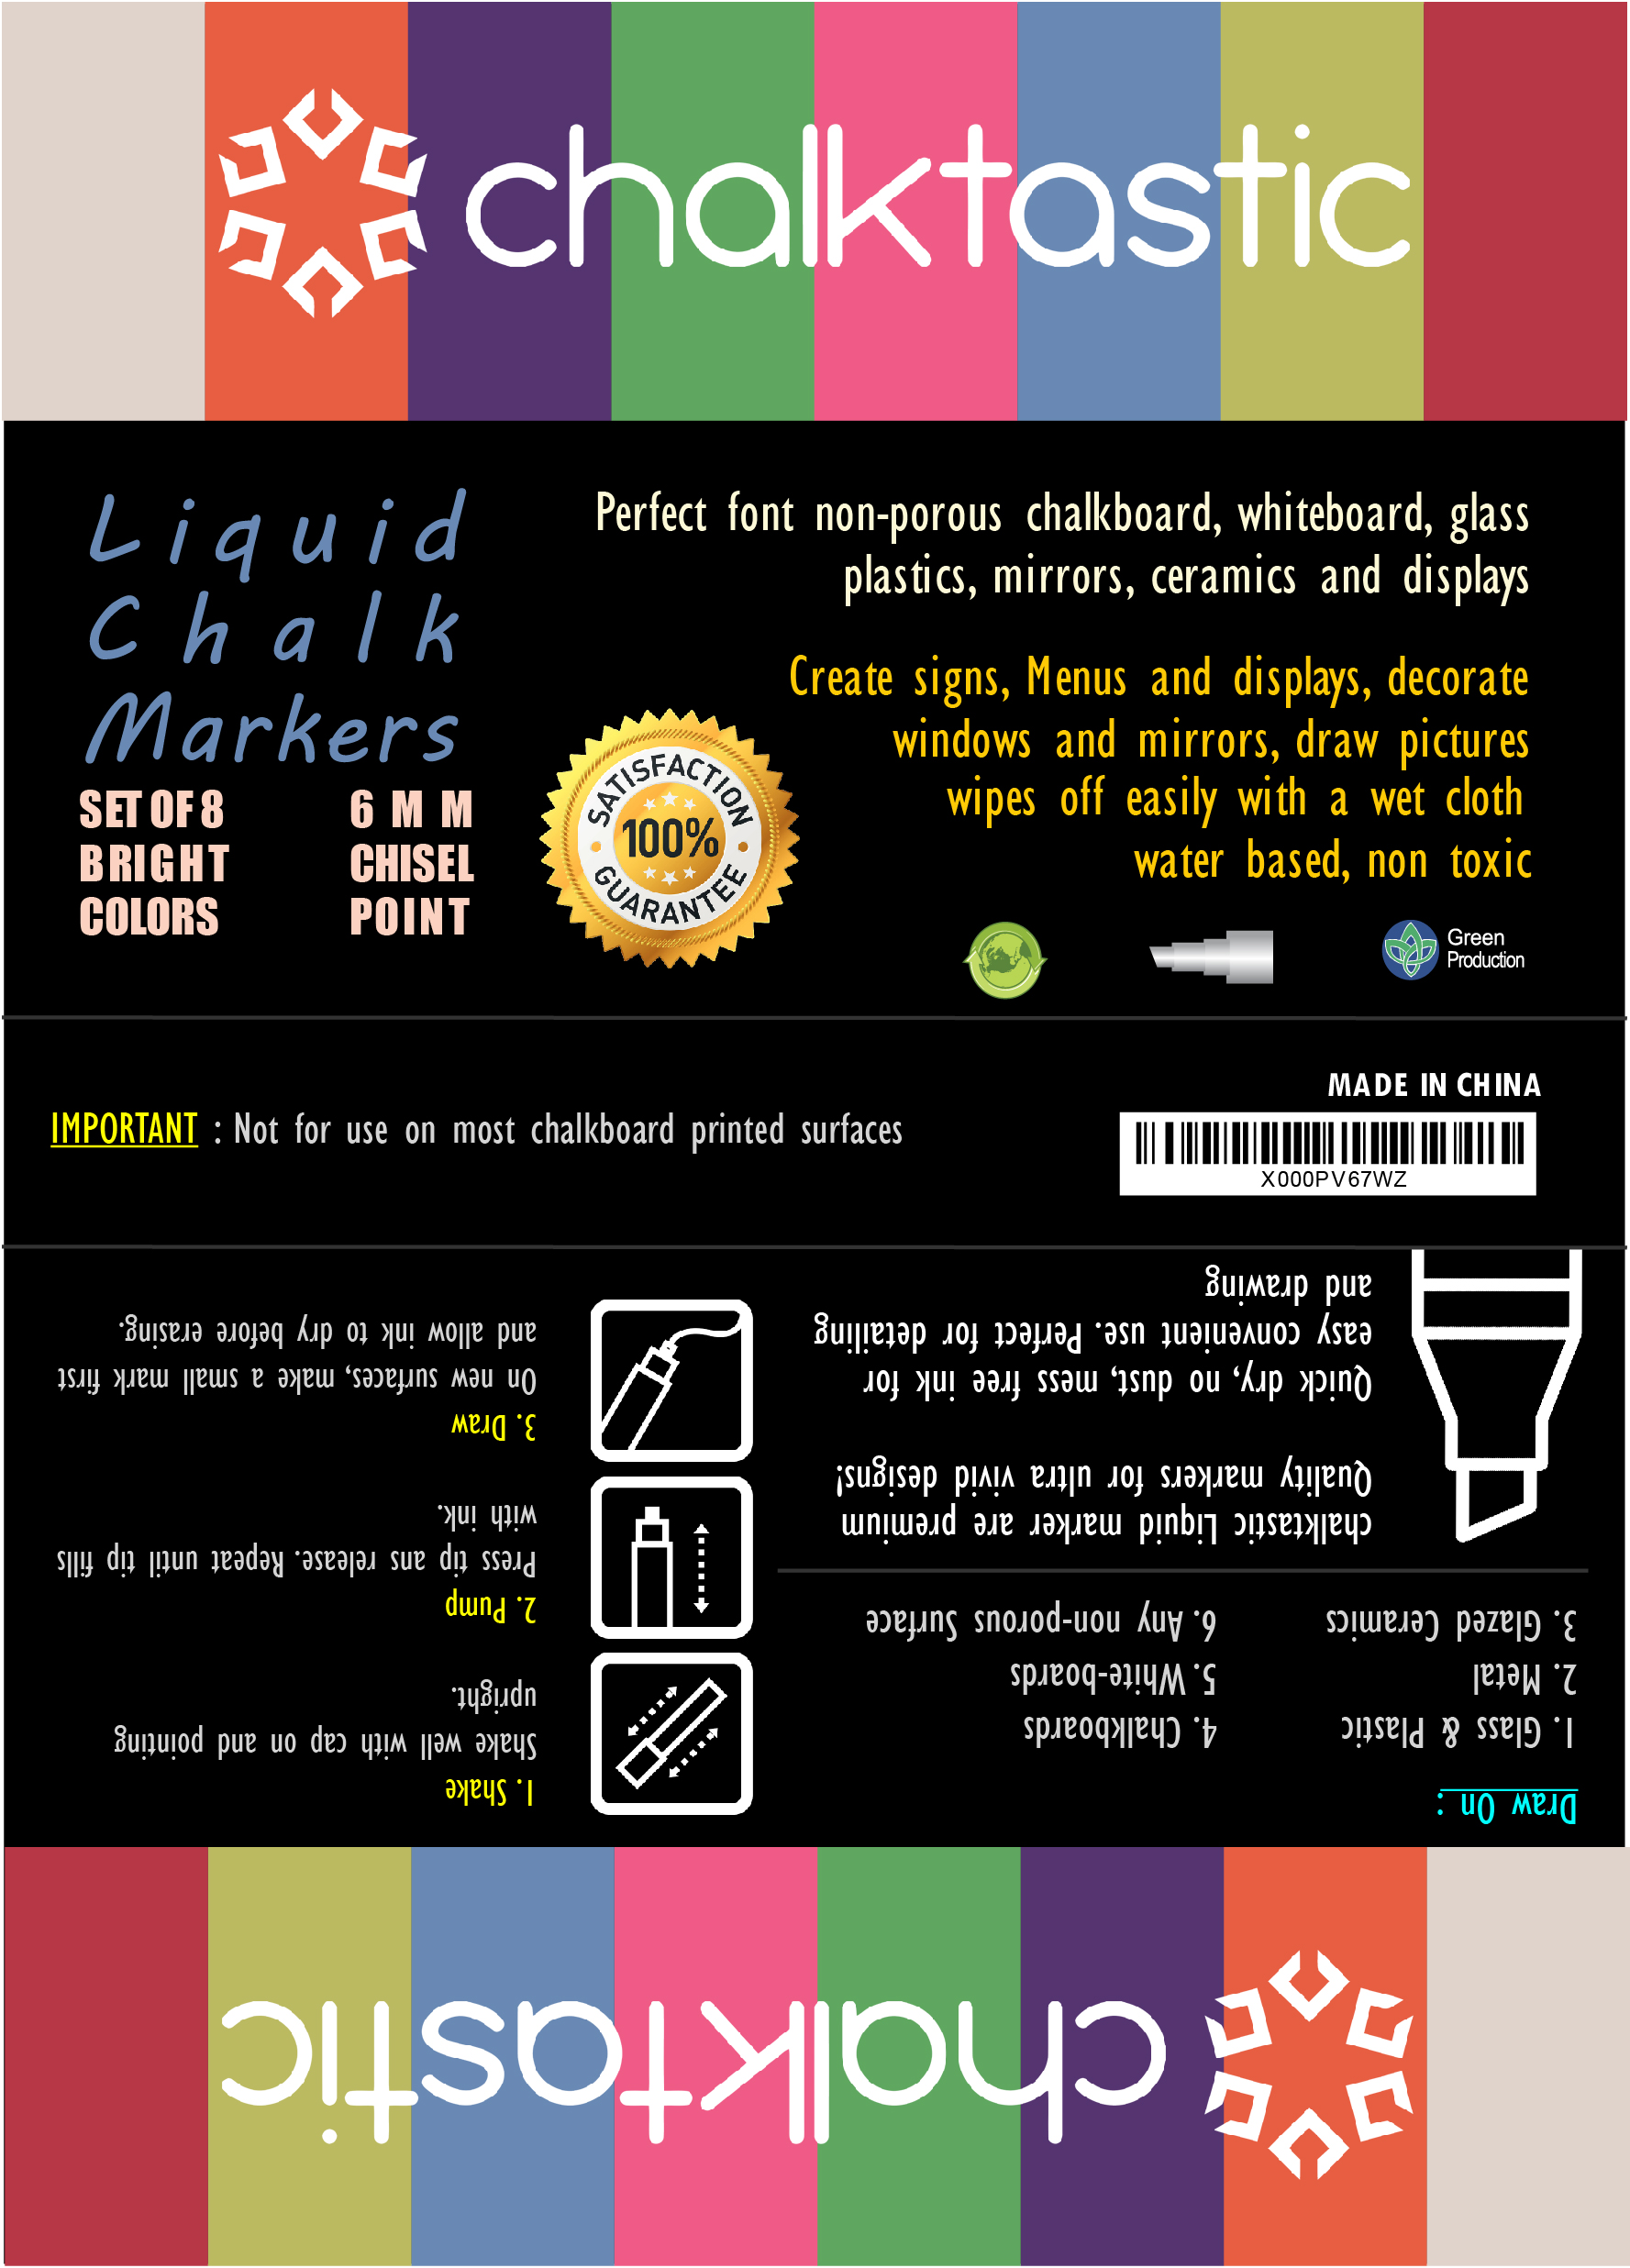 chalktastic
Liquid
Chalk
Markers
SET OF 8
BRIGHT
COLORS
6 MM
CHISEL
POINT
SATISFACTION
100%
GUARANTEE
Perfect font non-porous chalkboard, whiteboard, glass
plastics, mirrors, ceramics and displays
Create signs, Menus and displays, decorate
windows and mirrors, draw pictures
wipes off easily with a wet cloth
water based, non toxic
Green
Production
IMPORTANT : Not for use on most chalkboard printed surfaces
MADE IN CHINA
X000PV67WZ
chalktastic
Draw On :
1. Glass & Plastic
2. Metal
3. Glazed Ceramics
4. Chalkboards
5. White-boards
6. Any non-porous Surface
chalktastic Liquid marker are premium
Quality markers for ultra vivid designs!
Quick dry, no dust, mess free ink for
easy convenient use. Perfect for detailing
and drawing
1. Shake
Shake well with cap on and pointing
upright.
2. Pump
Press tip ans release. Repeat until tip fills
with ink.
3. Draw
On new surfaces, make a small mark first
and allow ink to dry before erasing.